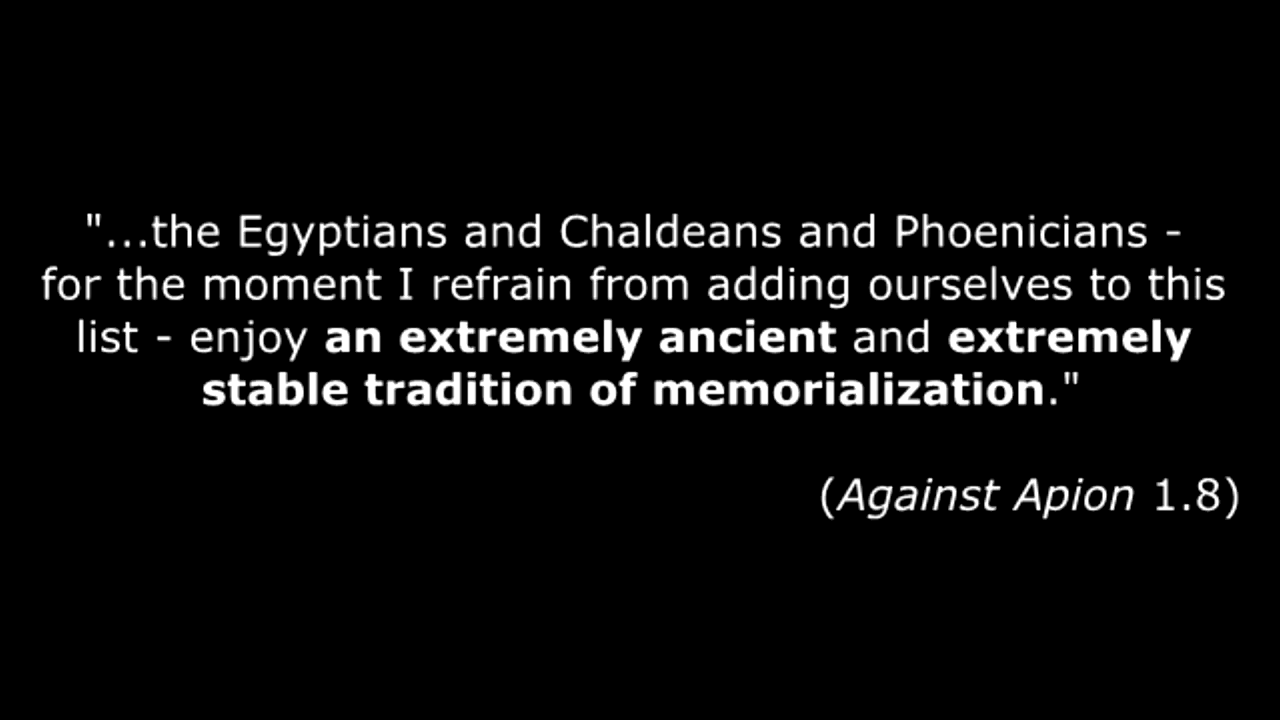 "...the Egyptians and Chaldeans and Phoenicians -
for the moment I refrain from adding ourselves to this
list - enjoy an extremely ancient and extremely
stable tradition of memorialization."
(Against Apion 1.8)